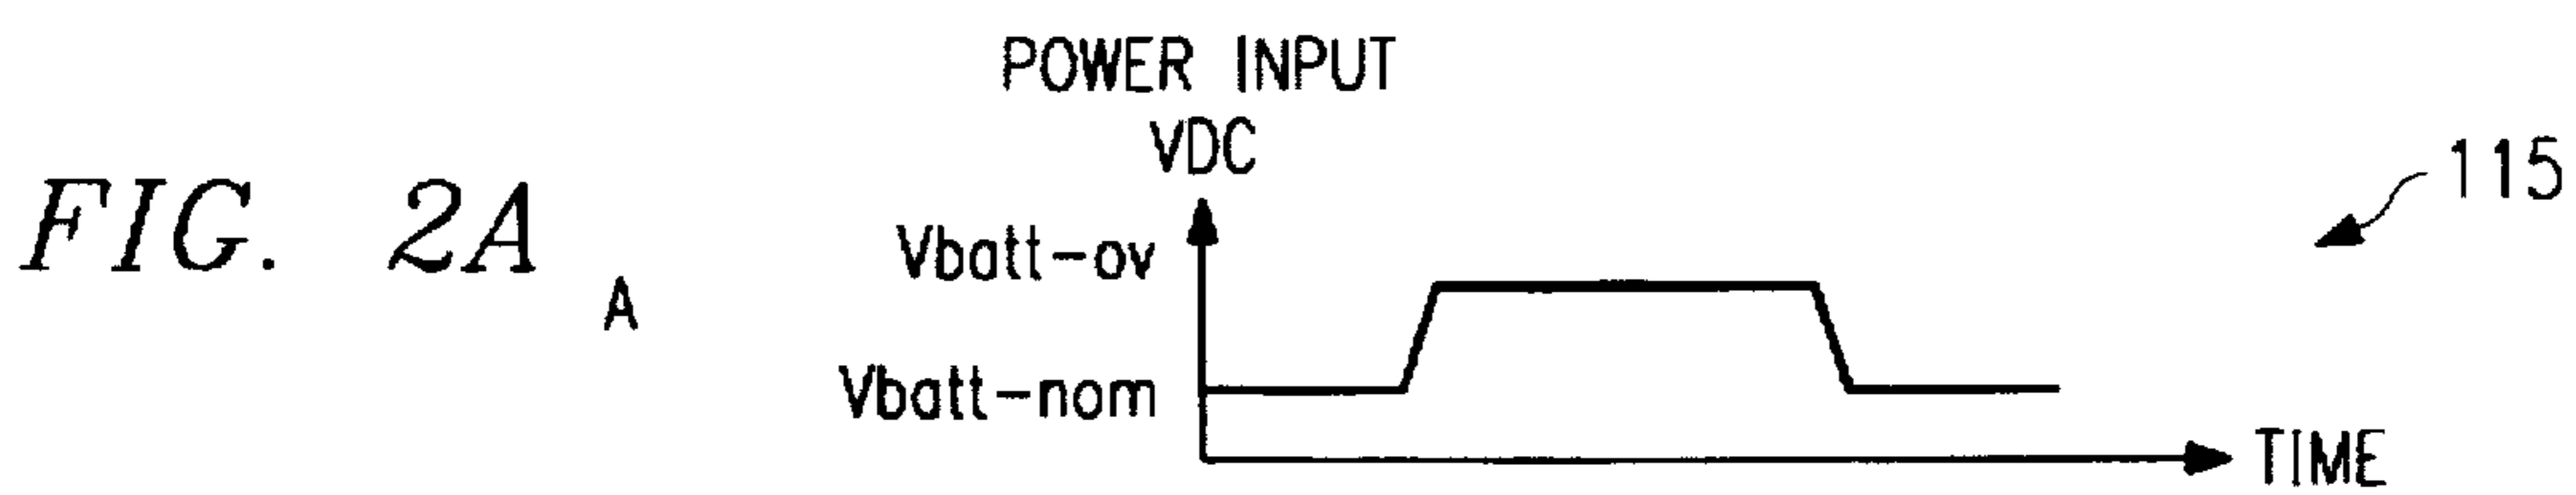 POWER INPUT
VDC
115
FIG. 2A
Vbatt-ov
A
Vbatt-nom
TIME